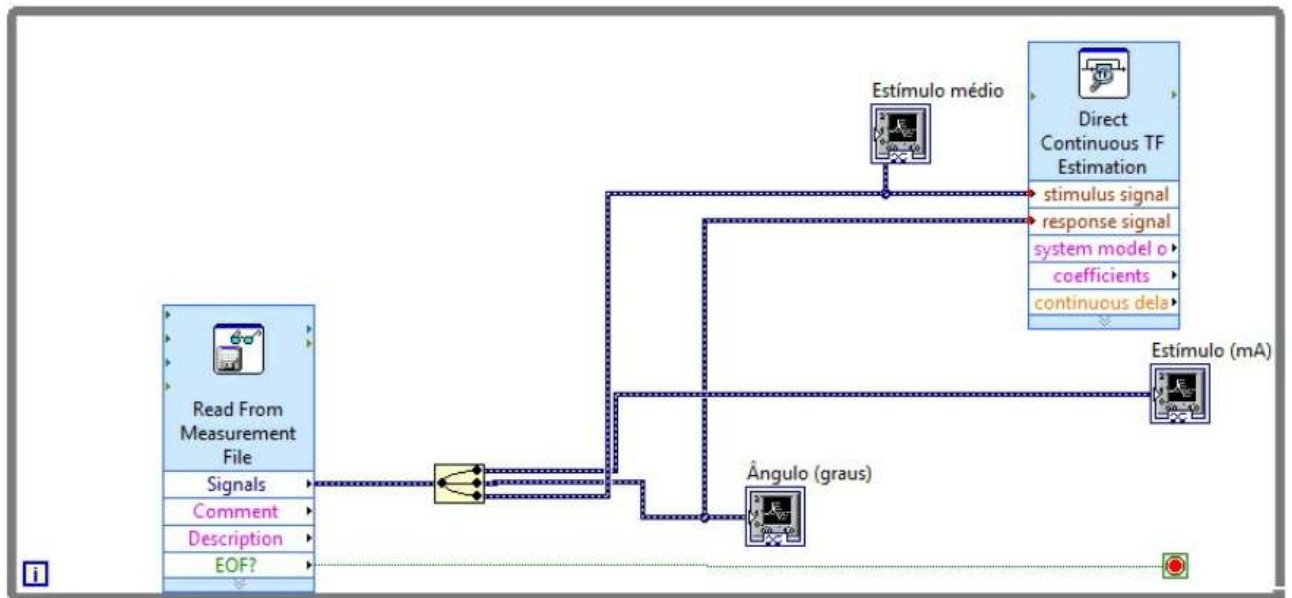 Estímulo médio
Direct
Continuous TF
Estimation
stimulus signal
response signal
system model o
coefficients
continuous dela
Estímulo (mA)
Read From
Measurement
File
Signals
Comment
Description
EOF?
Ângulo (graus)
i